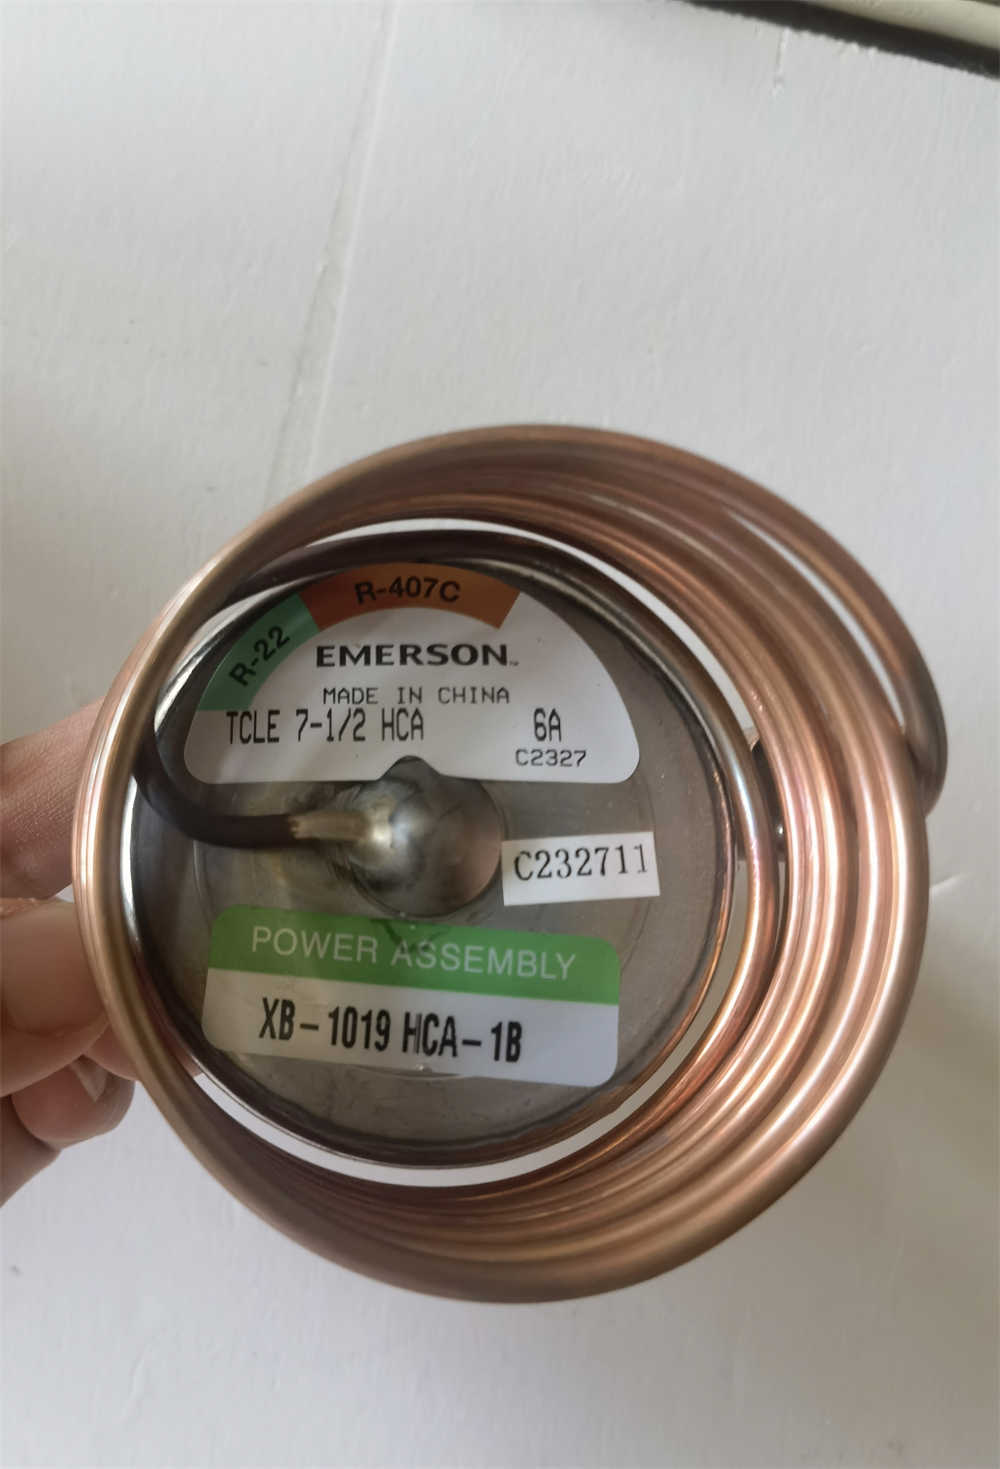 R-22
R-407C
EMERSON™
MADE IN CHINA
TCLE 7-1/2 HCA 6A
C2327
C232711
POWER ASSEMBLY
XB-1019 HCA-1B